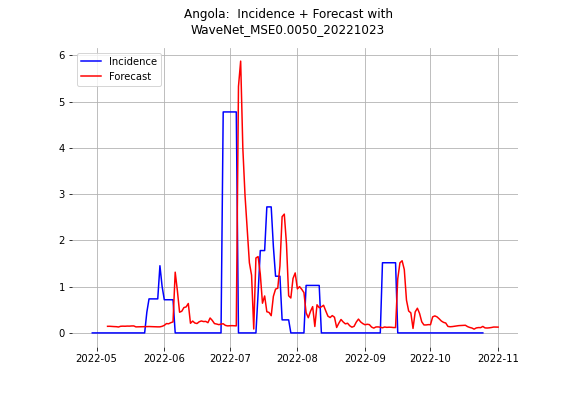 Angola:  Incidence + Forecast with
WaveNet_MSE0.0050_20221023
Incidence
Forecast
6
5
4
3
2
1
0
2022-05 2022-06 2022-07 2022-08 2022-09 2022-10 2022-11